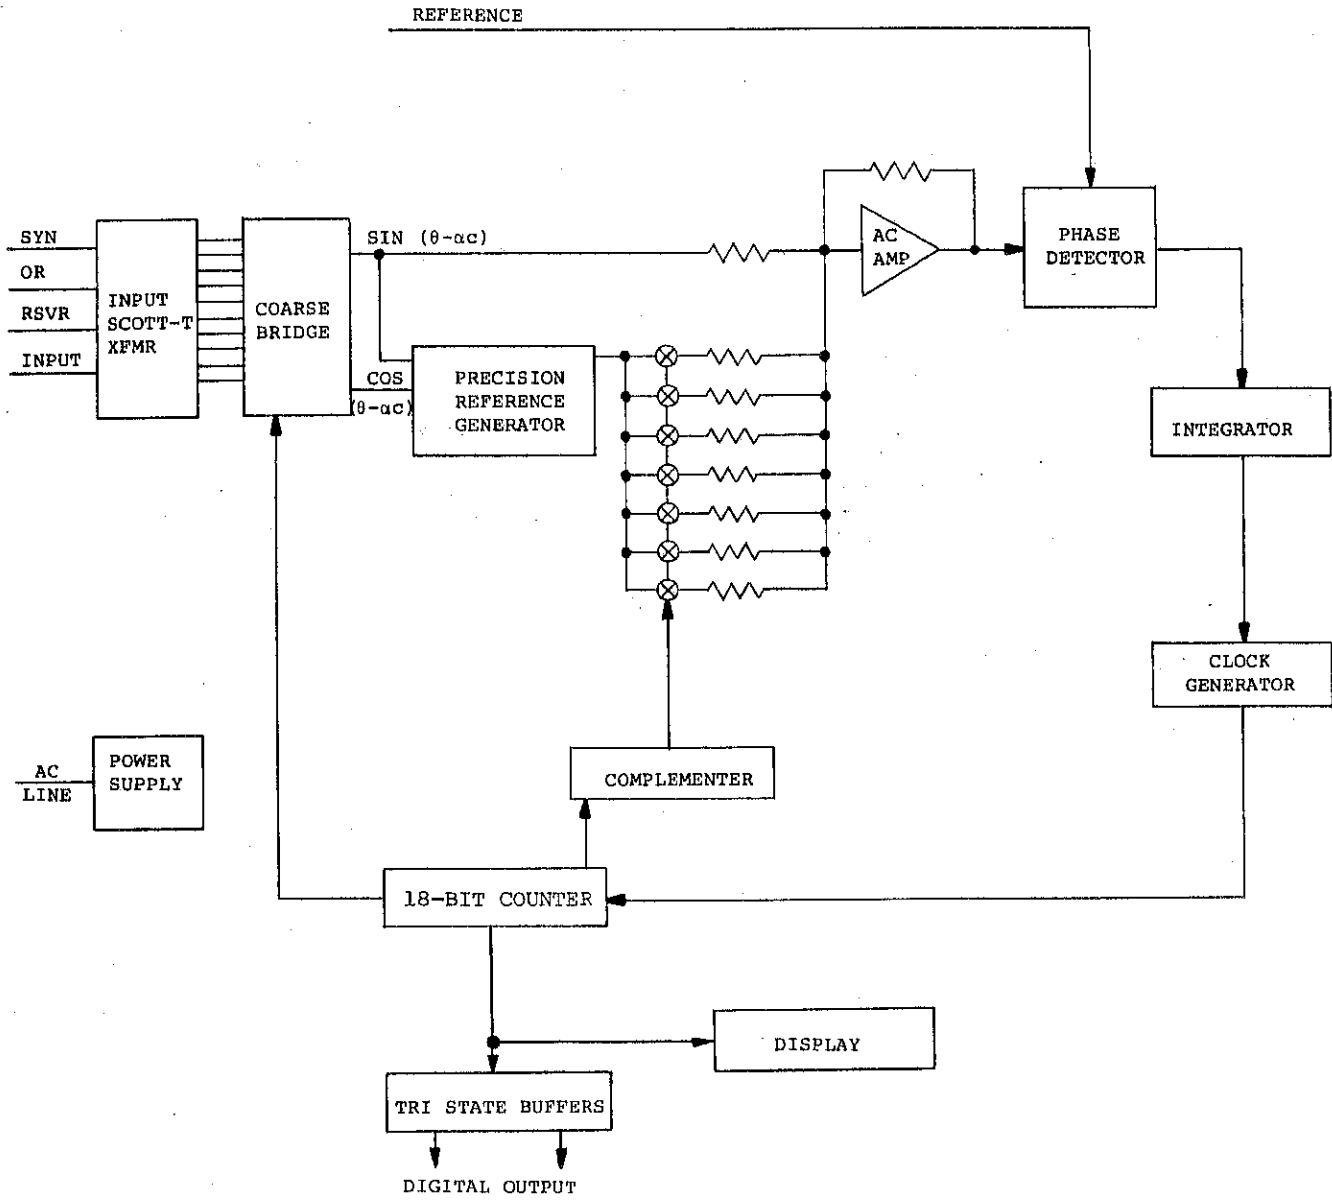 REFERENCE
SYN
OR
RSVR
INPUT
INPUT
SCOTT-T
XFMR
COARSE
BRIDGE
SIN (θ-αc)
COS
(θ-αc)
PRECISION
REFERENCE
GENERATOR
AC
AMP
PHASE
DETECTOR
INTEGRATOR
CLOCK
GENERATOR
AC
LINE
POWER
SUPPLY
COMPLEMENTER
18-BIT COUNTER
DISPLAY
TRI STATE BUFFERS
DIGITAL OUTPUT